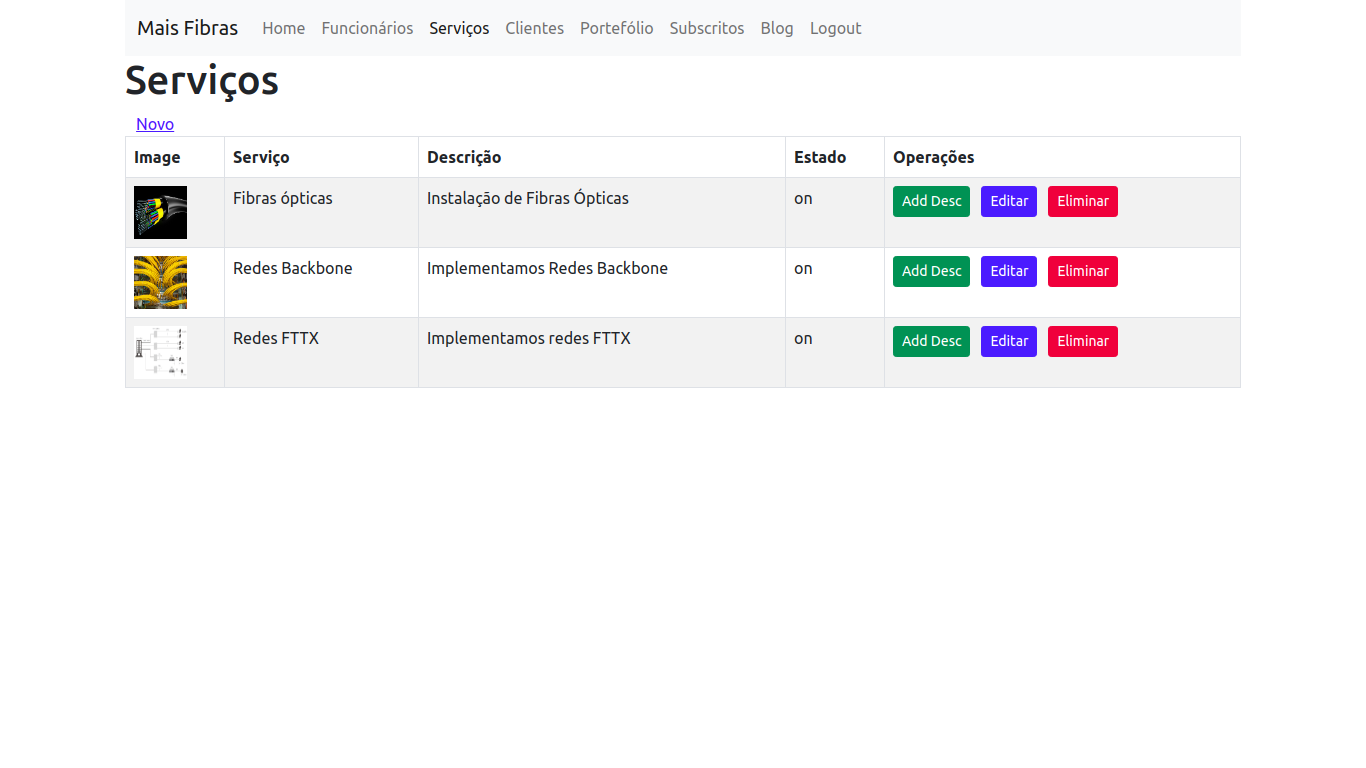 Mais Fibras Home Funcionários Serviços Clientes Portefólio Subscritos Blog Logout
Serviços
Novo
Image Serviço Descrição Estado Operações
Fibras ópticas Instalação de Fibras Ópticas on Add Desc Editar Eliminar
Redes Backbone Implementamos Redes Backbone on Add Desc Editar Eliminar
Redes FTTX Implementamos redes FTTX on Add Desc Editar Eliminar